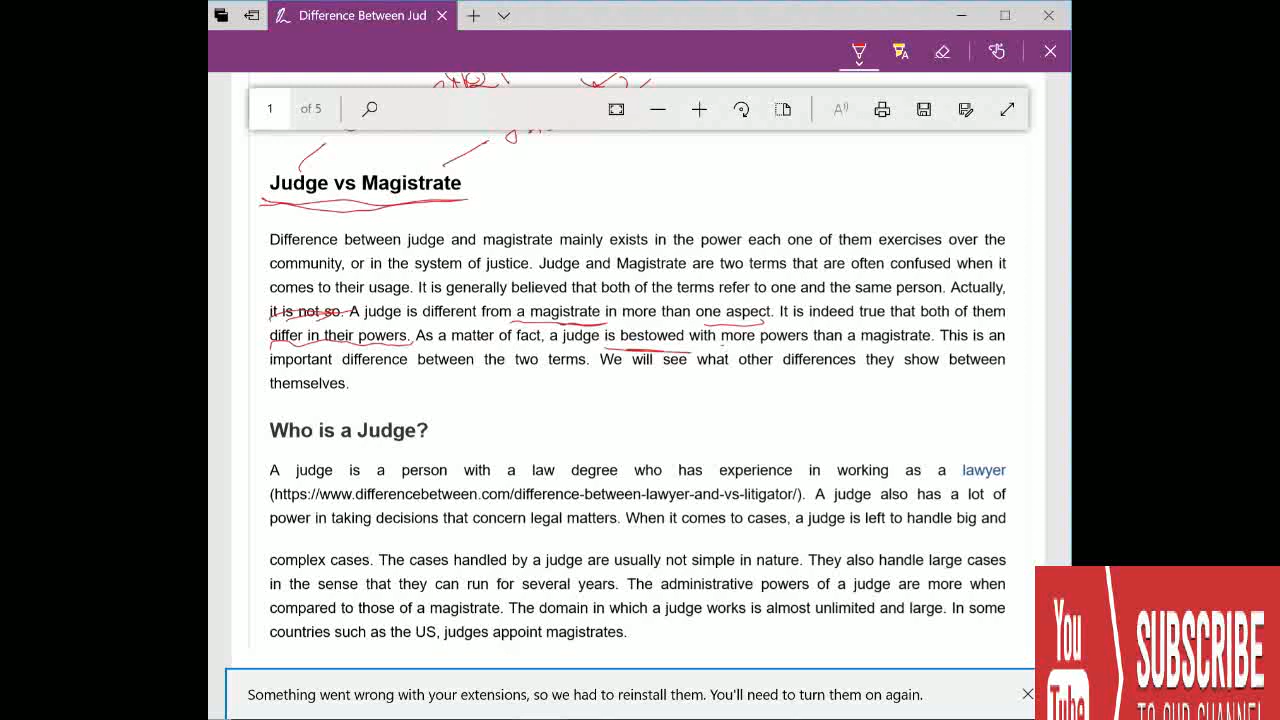 Difference Between Jud
1 of 5
Judge vs Magistrate
Difference between judge and magistrate mainly exists in the power each one of them exercises over the
community, or in the system of justice. Judge and Magistrate are two terms that are often confused when it
comes to their usage. It is generally believed that both of the terms refer to one and the same person. Actually,
it is not so. A judge is different from a magistrate in more than one aspect. It is indeed true that both of them
differ in their powers. As a matter of fact, a judge is bestowed with more powers than a magistrate. This is an
important difference between the two terms. We will see what other differences they show between
themselves.
Who is a Judge?
A judge is a person with a law degree who has experience in working as a lawyer
(https://www.differencebetween.com/difference-between-lawyer-and-vs-litigator/). A judge also has a lot of
power in taking decisions that concern legal matters. When it comes to cases, a judge is left to handle big and
complex cases. The cases handled by a judge are usually not simple in nature. They also handle large cases
in the sense that they can run for several years. The administrative powers of a judge are more when
compared to those of a magistrate. The domain in which a judge works is almost unlimited and large. In some
countries such as the US, judges appoint magistrates.
Something went wrong with your extensions, so we had to reinstall them. You'll need to turn them on again.
You
Tube
SUBSCRIBE
TO OUR CHANNEL